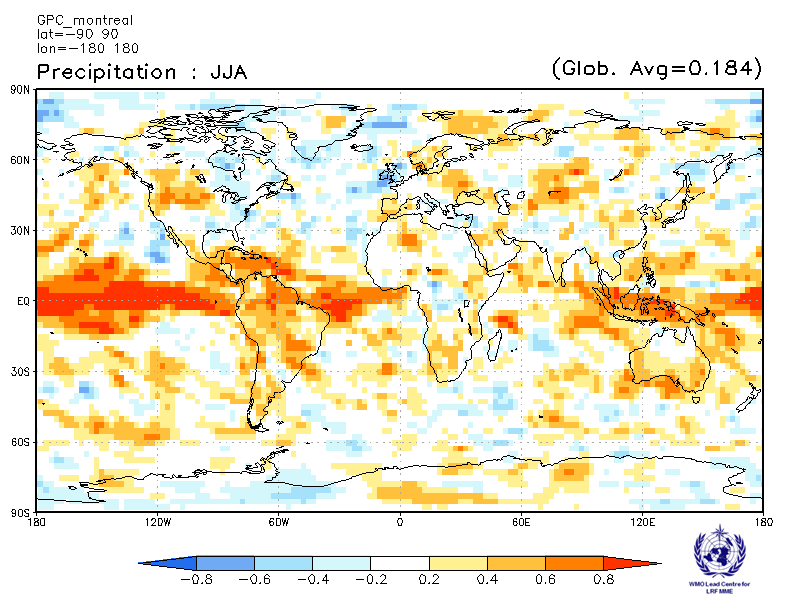 GPC_montreal
lat=-90 90
lon=-180 180
Precipitation : JJA
(Glob. Avg=0.184)
90N
60N
30N
EQ
30S
60S
90S
180 120W 60W 0 60E 120E 180
-0.8 -0.6 -0.4 -0.2 0.2 0.4 0.6 0.8
WMO Lead Centre for
LRF MME